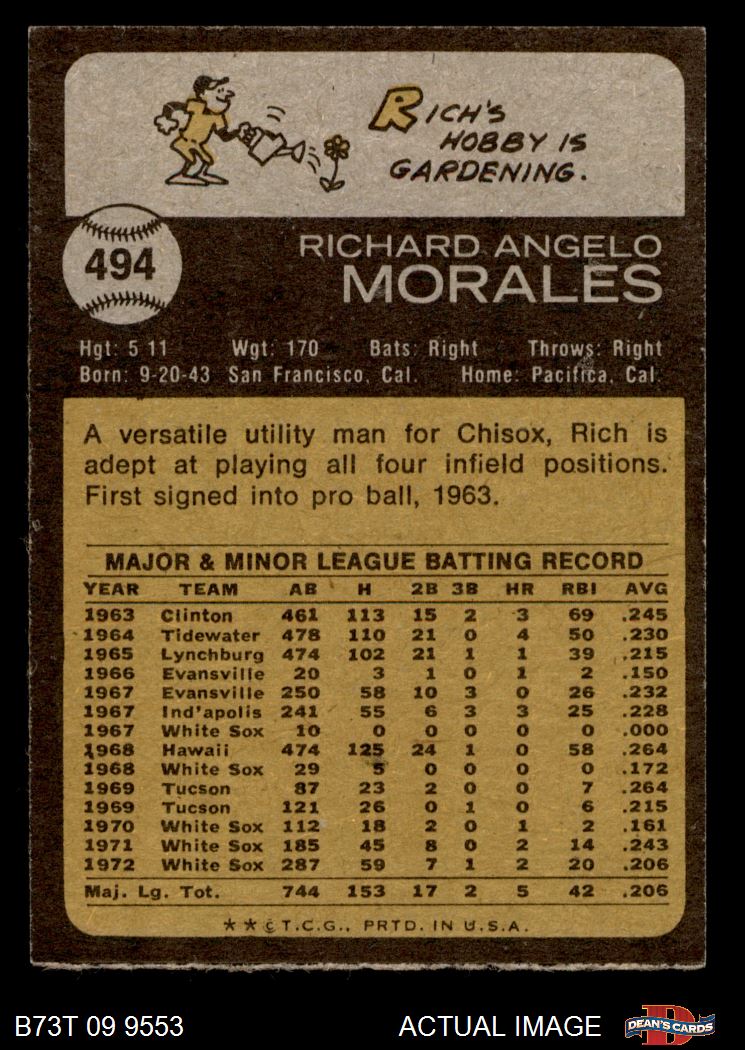 RICH'S
HOBBY IS
GARDENING.
494
RICHARD ANGELO
MORALES
Hgt: 5 11 Wgt: 170 Bats: Right Throws: Right
Born: 9-20-43 San Francisco, Cal. Home: Pacifica, Cal.
A versatile utility man for Chisox, Rich is
adept at playing all four infield positions.
First signed into pro ball, 1963.
MAJOR & MINOR LEAGUE BATTING RECORD
YEAR TEAM AB H 2B 3B HR RBI AVG
1963 Clinton 461 113 15 2 3 69 .245
1964 Tidewater 478 110 21 0 4 50 .230
1965 Lynchburg 474 102 21 1 1 39 .215
1966 Evansville 20 3 1 0 1 2 .150
1967 Evansville 250 58 10 3 0 26 .232
1967 Ind'apolis 241 55 6 3 3 25 .228
1967 White Sox 10 0 0 0 0 0 .000
1968 Hawaii 474 125 24 1 0 58 .264
1968 White Sox 29 5 0 0 0 0 .172
1969 Tucson 87 23 2 0 0 7 .264
1969 Tucson 121 26 0 1 0 6 .215
1970 White Sox 112 18 2 0 1 2 .161
1971 White Sox 185 45 8 0 2 14 .243
1972 White Sox 287 59 7 1 2 20 .206
Maj. Lg. Tot. 744 153 17 2 5 42 .206
★★© T.C.G., PRTD. IN U.S.A.
B73T 09 9553 ACTUAL IMAGE D DEAN'S CARDS